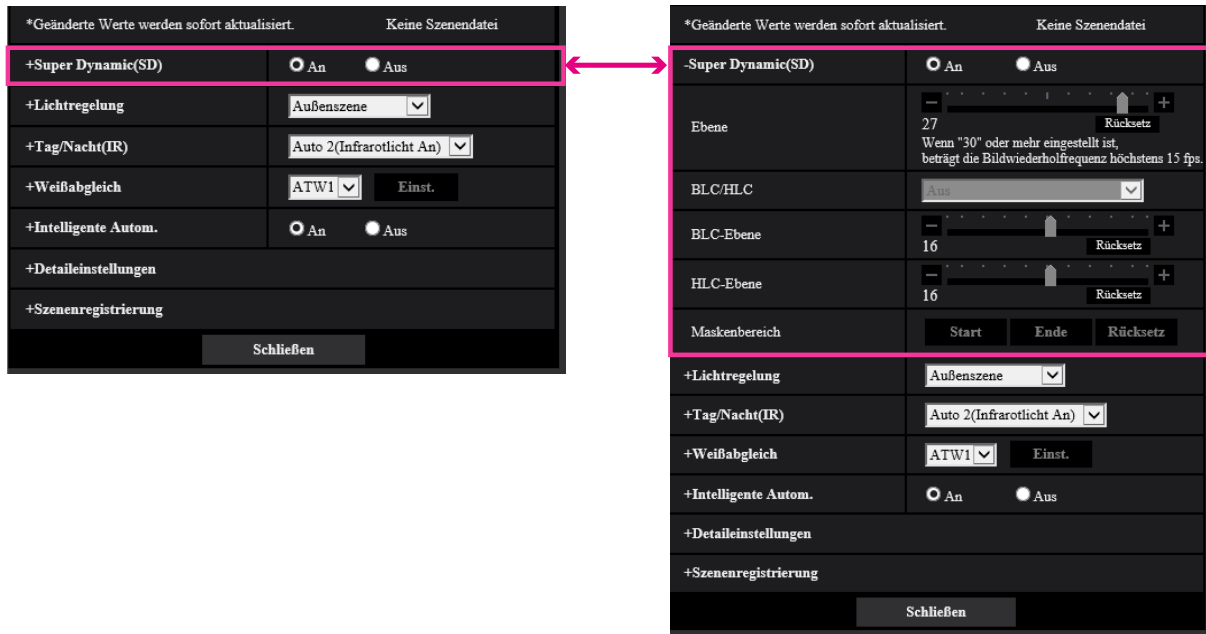 *Geänderte Werte werden sofort aktualisiert. Keine Szenendatei
+Super Dynamic(SD) An Aus
+Lichtregelung Außenszene
+Tag/Nacht(IR) Auto 2(Infrarotlicht An)
+Weißabgleich ATW1 Einst.
+Intelligente Autom. An Aus
+Detaileinstellungen
+Szenenregistrierung
Schließen
*Geänderte Werte werden sofort aktualisiert. Keine Szenendatei
-Super Dynamic(SD) An Aus
Ebene − +
27 Rücksetz
Wenn "30" oder mehr eingestellt ist,
beträgt die Bildwiederholfrequenz höchstens 15 fps.
BLC/HLC Aus
BLC-Ebene − +
16 Rücksetz
HLC-Ebene − +
16 Rücksetz
Maskenbereich Start Ende Rücksetz
+Lichtregelung Außenszene
+Tag/Nacht(IR) Auto 2(Infrarotlicht An)
+Weißabgleich ATW1 Einst.
+Intelligente Autom. An Aus
+Detaileinstellungen
+Szenenregistrierung
Schließen